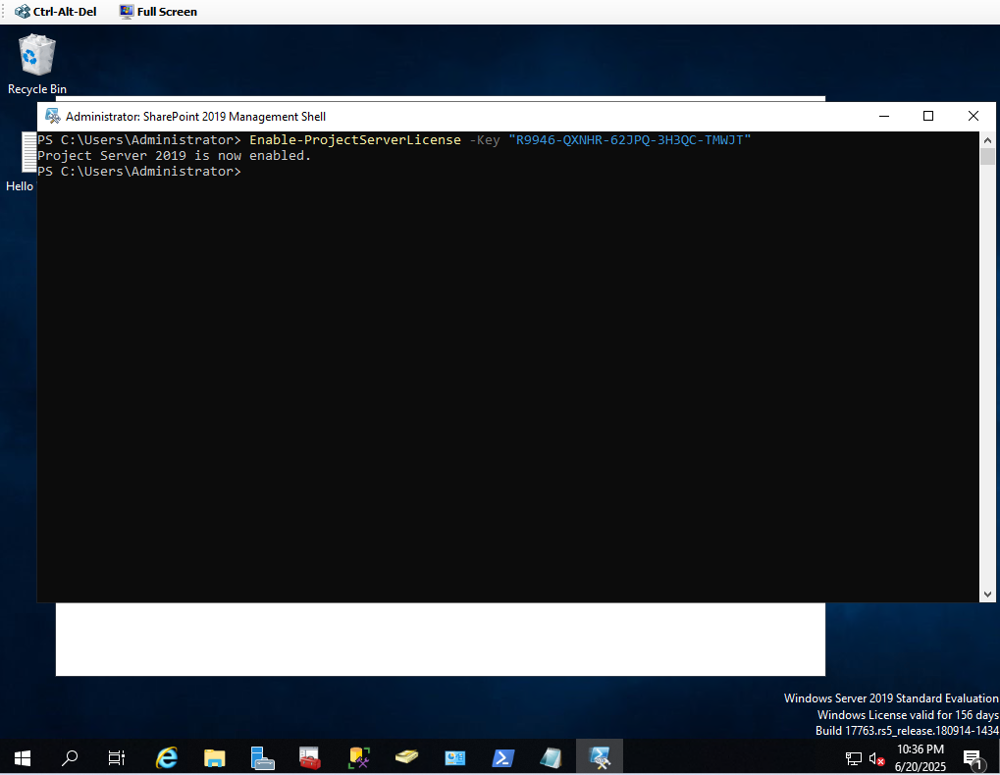 Ctrl-Alt-Del Full Screen
Recycle Bin
Administrator: SharePoint 2019 Management Shell
PS C:\Users\Administrator> Enable-ProjectServerLicense -Key "R9946-QXNHR-62JPQ-3H3QC-TMWJT"
Project Server 2019 is now enabled.
PS C:\Users\Administrator>
Hello
Windows Server 2019 Standard Evaluation
Windows License valid for 156 days
Build 17763.rs5_release.180914-1434
10:36 PM
6/20/2025
1